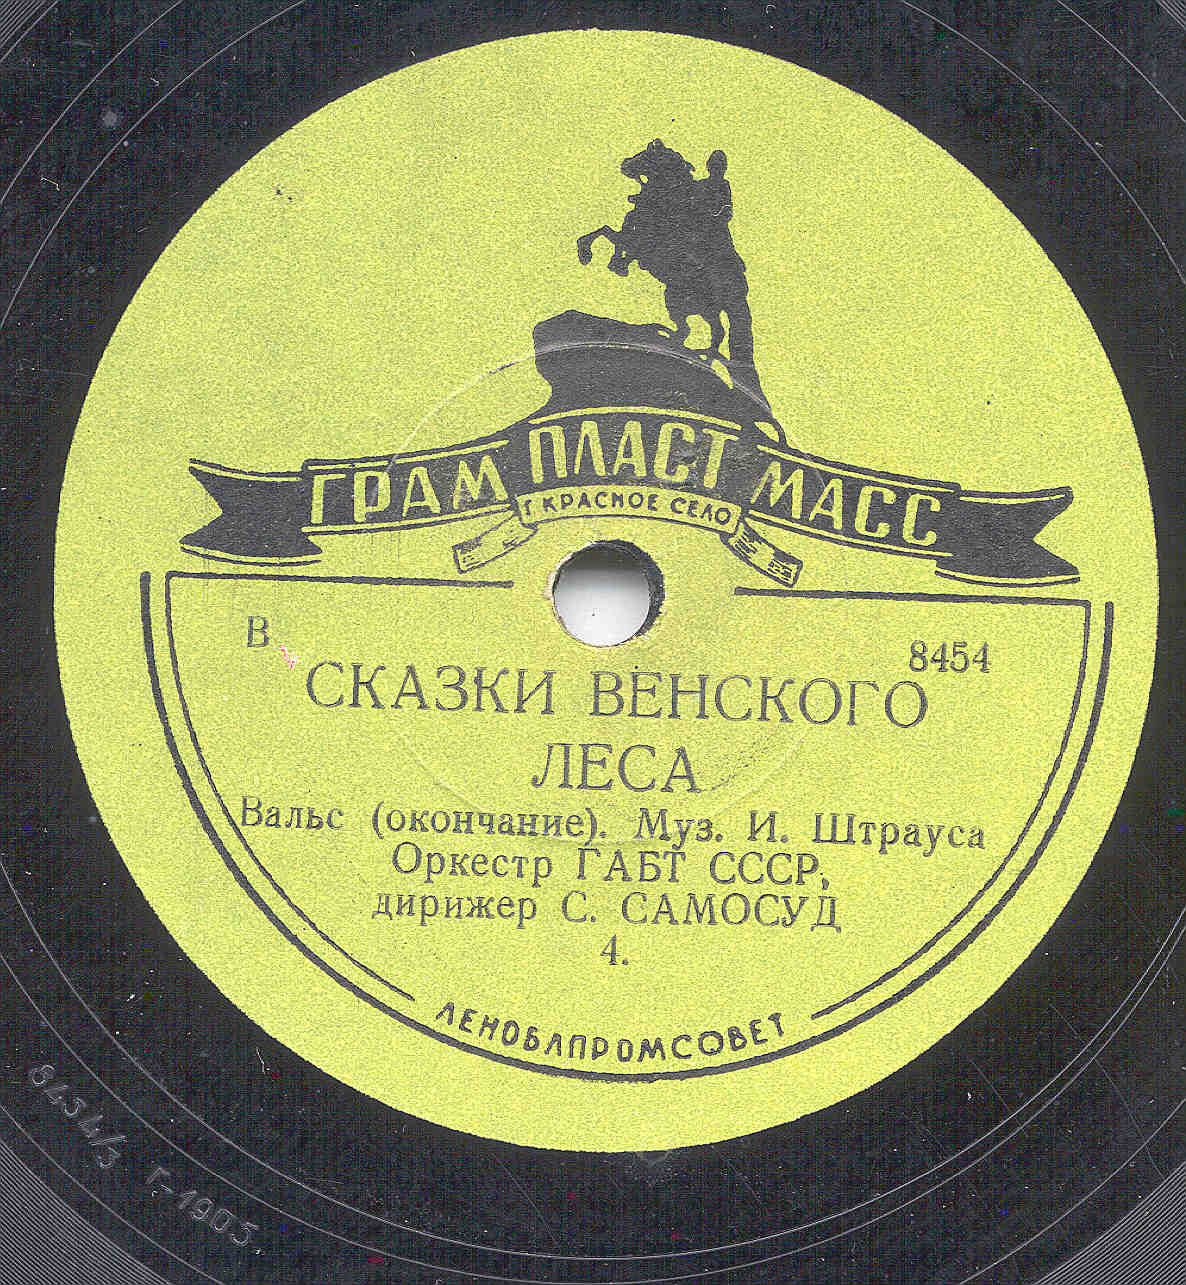 ГРАМ ПЛАСТ МАСС
Г. КРАСНОЕ СЕЛО
В 8454
СКАЗКИ ВЕНСКОГО
ЛЕСА
Вальс (окончание). Муз. И. Штрауса
Оркестр ГАБТ СССР,
дирижер С. САМОСУД
4.
ЛЕНОБЛПРОМСОВЕТ
8454/3 Г-1905